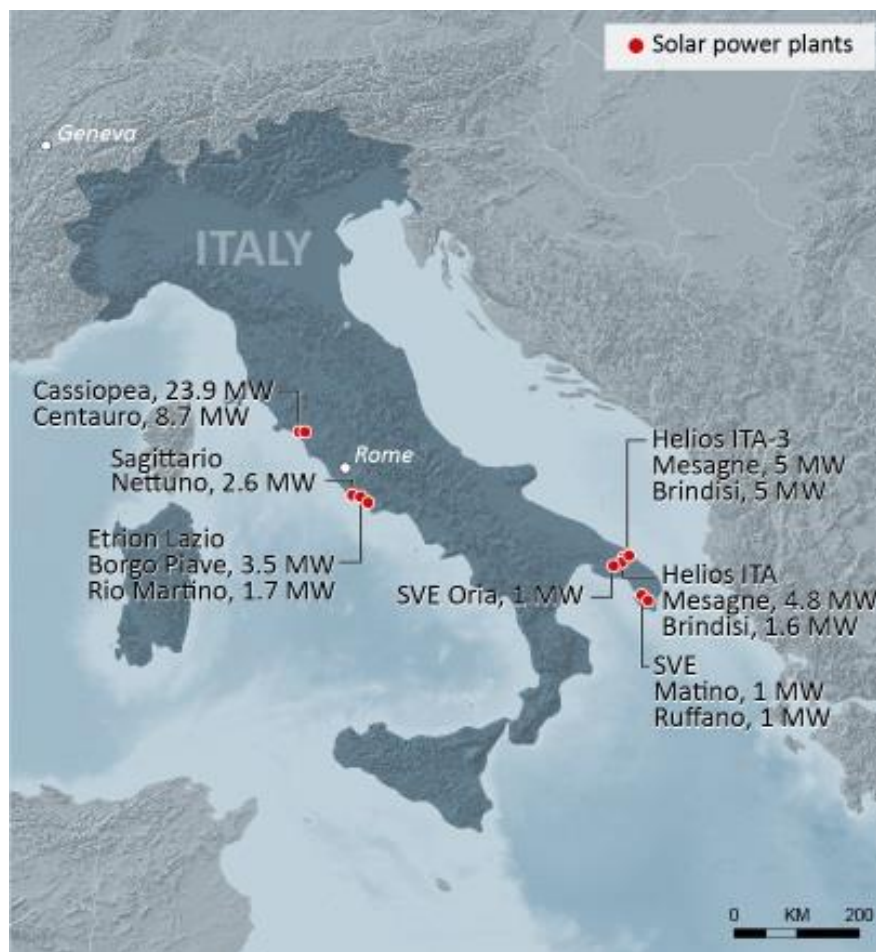 Solar power plants
Geneva
ITALY
Cassiopea, 23.9 MW
Centauro, 8.7 MW
Rome
Sagittario
Nettuno, 2.6 MW
Etrion Lazio
Borgo Piave, 3.5 MW
Rio Martino, 1.7 MW
Helios ITA-3
Mesagne, 5 MW
Brindisi, 5 MW
SVE Oria, 1 MW
Helios ITA
Mesagne, 4.8 MW
Brindisi, 1.6 MW
SVE
Matino, 1 MW
Ruffano, 1 MW
0 KM 200